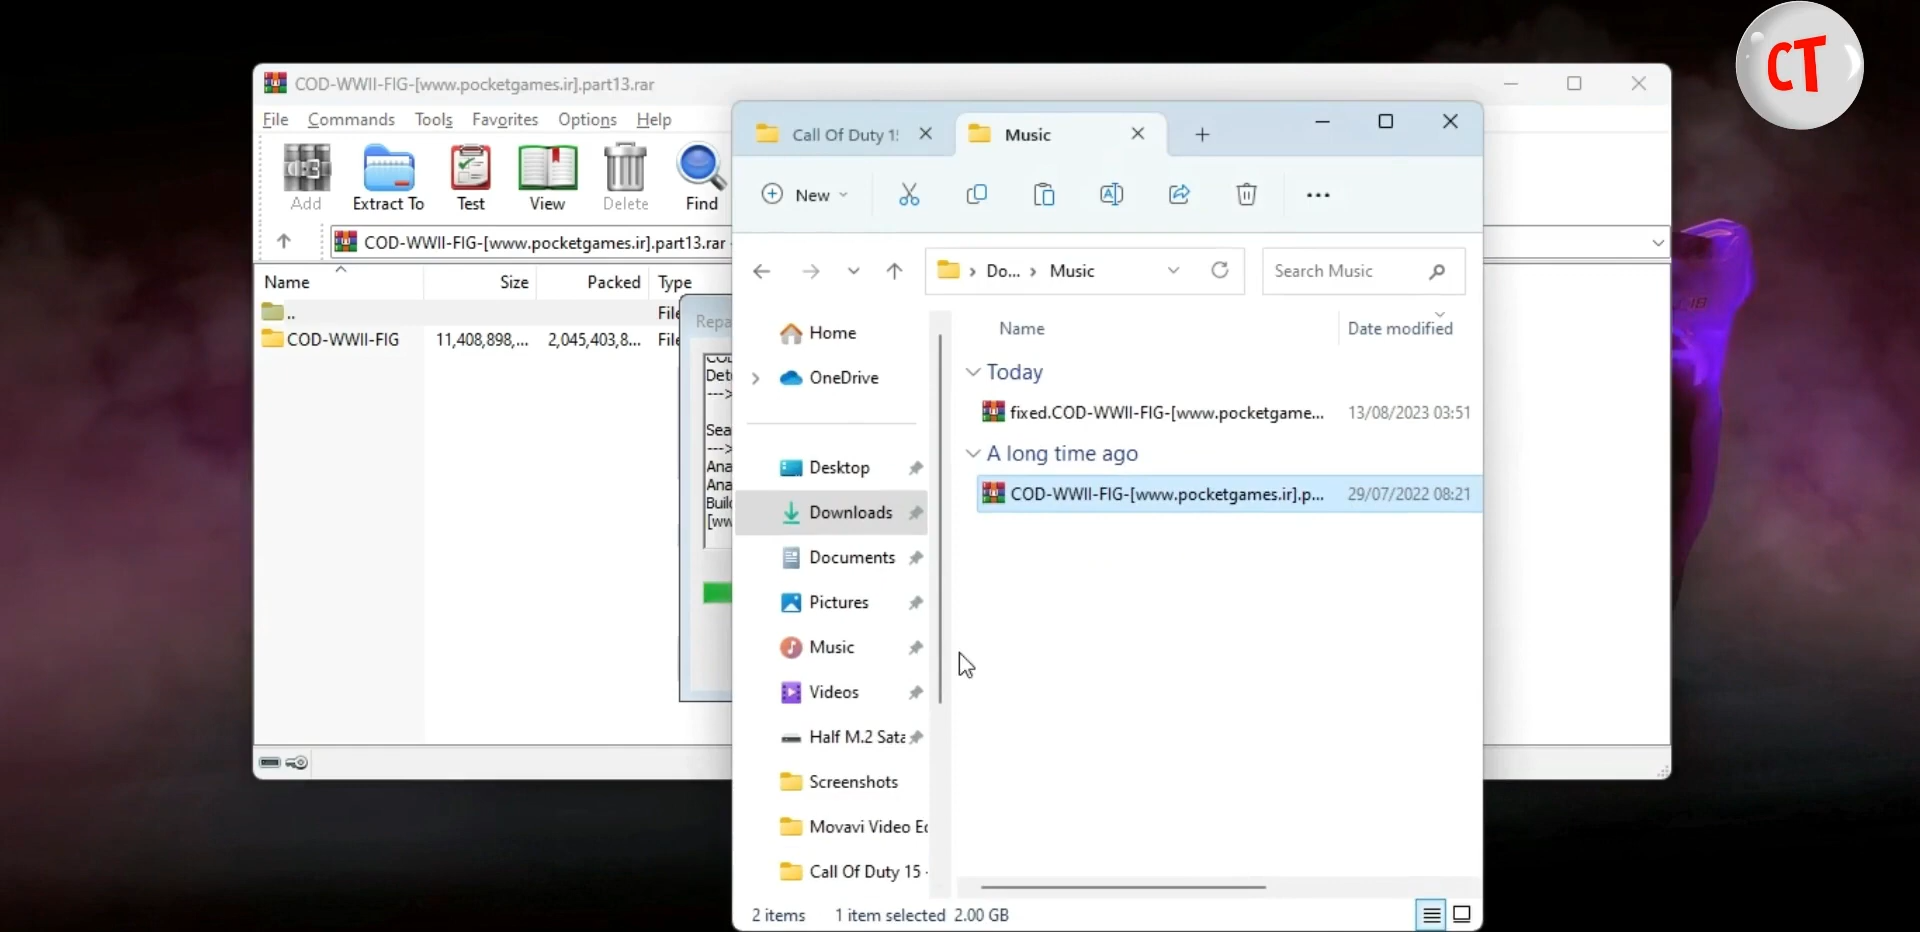 COD-WWII-FIG-[www.pocketgames.ir].part13.rar
File Commands Tools Favorites Options Help
Add Extract To Test View Delete Find
COD-WWII-FIG-[www.pocketgames.ir].part13.rar
Name Size Packed Type
..
COD-WWII-FIG 11,408,898,... 2,045,403,8...
Call Of Duty 1
Music
New
Do... Music
Search Music
Home
OneDrive
Desktop
Downloads
Documents
Pictures
Music
Videos
Half M.2 Sata
Screenshots
Movavi Video
Call Of Duty 15
Name Date modified
Today
fixed.COD-WWII-FIG-[www.pocketgame... 13/08/2023 03:51
A long time ago
COD-WWII-FIG-[www.pocketgames.ir].p... 29/07/2022 08:21
2 items 1 item selected 2.00 GB
CT